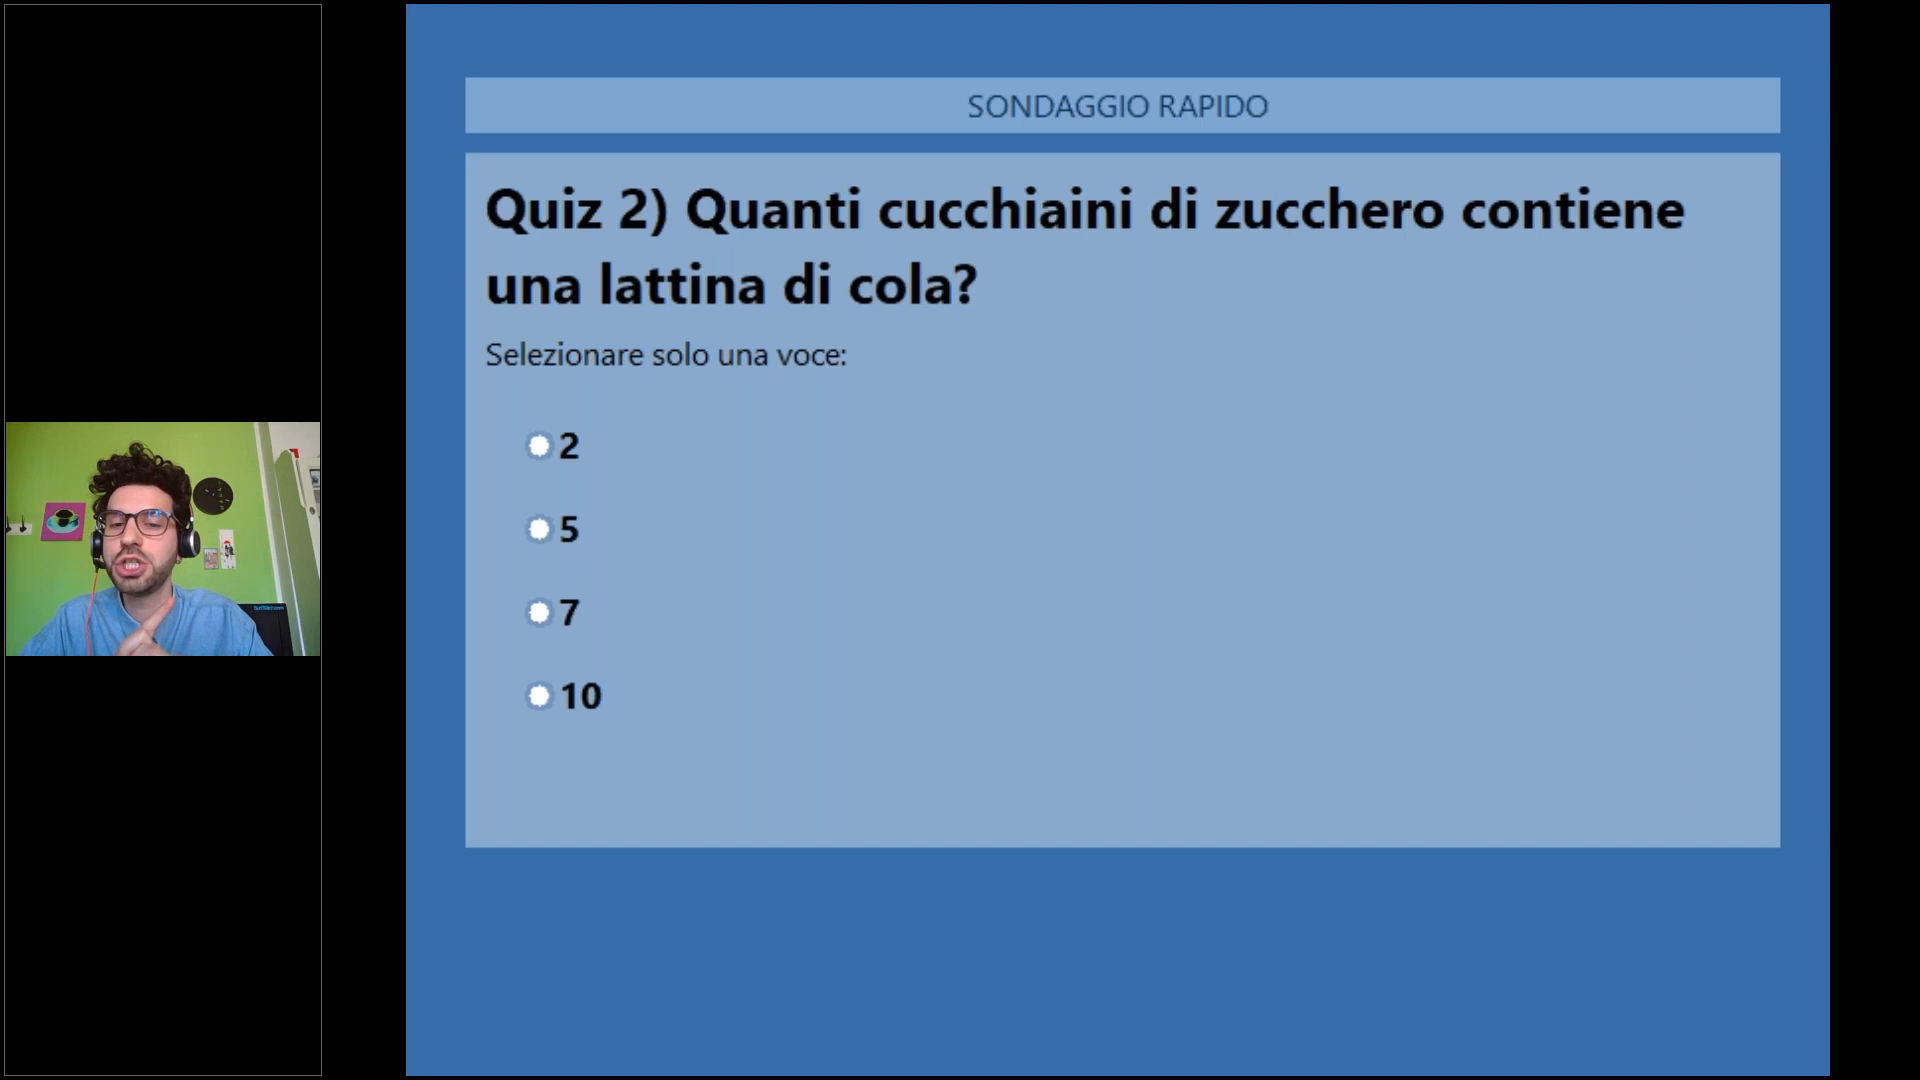 SONDAGGIO RAPIDO
Quiz 2) Quanti cucchiaini di zucchero contiene
una lattina di cola?
Selezionare solo una voce:
2
5
7
10